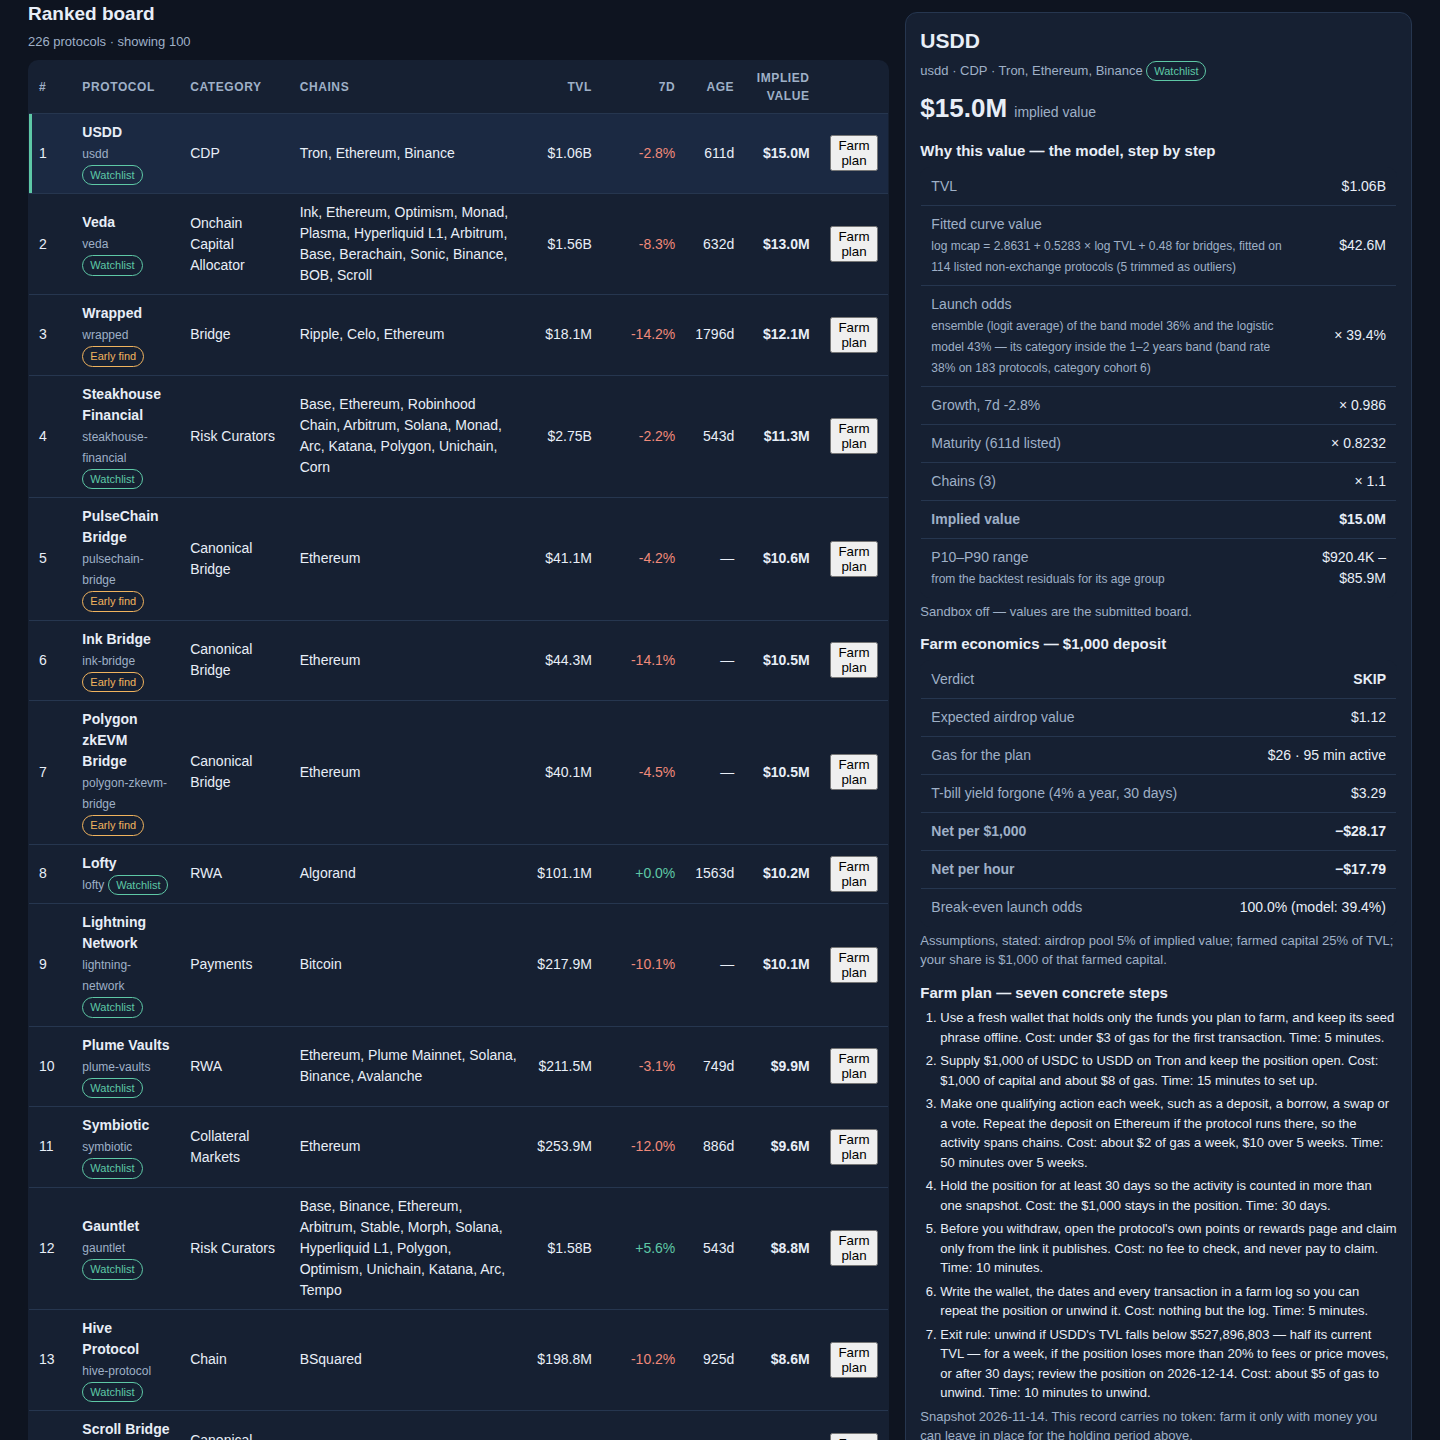 Ranked board
226 protocols · showing 100
# PROTOCOL CATEGORY CHAINS TVL 7D AGE IMPLIED VALUE
1 USDD usdd Watchlist CDP Tron, Ethereum, Binance $1.06B -2.8% 611d $15.0M Farm plan
2 Veda veda Watchlist Onchain Capital Allocator Ink, Ethereum, Optimism, Monad, Plasma, Hyperliquid L1, Arbitrum, Base, Berachain, Sonic, Binance, BOB, Scroll $1.56B -8.3% 632d $13.0M Farm plan
3 Wrapped wrapped Early find Bridge Ripple, Celo, Ethereum $18.1M -14.2% 1796d $12.1M Farm plan
4 Steakhouse Financial steakhouse-financial Watchlist Risk Curators Base, Ethereum, Robinhood Chain, Arbitrum, Solana, Monad, Arc, Katana, Polygon, Unichain, Corn $2.75B -2.2% 543d $11.3M Farm plan
5 PulseChain Bridge pulsechain-bridge Early find Canonical Bridge Ethereum $41.1M -4.2% — $10.6M Farm plan
6 Ink Bridge ink-bridge Early find Canonical Bridge Ethereum $44.3M -14.1% — $10.5M Farm plan
7 Polygon zkEVM Bridge polygon-zkevm-bridge Early find Canonical Bridge Ethereum $40.1M -4.5% — $10.5M Farm plan
8 Lofty lofty Watchlist RWA Algorand $101.1M +0.0% 1563d $10.2M Farm plan
9 Lightning Network lightning-network Watchlist Payments Bitcoin $217.9M -10.1% — $10.1M Farm plan
10 Plume Vaults plume-vaults Watchlist RWA Ethereum, Plume Mainnet, Solana, Binance, Avalanche $211.5M -3.1% 749d $9.9M Farm plan
11 Symbiotic symbiotic Watchlist Collateral Markets Ethereum $253.9M -12.0% 886d $9.6M Farm plan
12 Gauntlet gauntlet Watchlist Risk Curators Base, Binance, Ethereum, Arbitrum, Stable, Morph, Solana, Hyperliquid L1, Polygon, Optimism, Unichain, Katana, Arc, Tempo $1.58B +5.6% 543d $8.8M Farm plan
13 Hive Protocol hive-protocol Watchlist Chain BSquared $198.8M -10.2% 925d $8.6M Farm plan
Scroll Bridge
USDD
usdd · CDP · Tron, Ethereum, Binance Watchlist
$15.0M implied value
Why this value — the model, step by step
TVL $1.06B
Fitted curve value
log mcap = 2.8631 + 0.5283 × log TVL + 0.48 for bridges, fitted on $42.6M
114 listed non-exchange protocols (5 trimmed as outliers)
Launch odds
ensemble (logit average) of the band model 36% and the logistic
model 43% — its category inside the 1–2 years band (band rate × 39.4%
38% on 183 protocols, category cohort 6)
Growth, 7d -2.8% × 0.986
Maturity (611d listed) × 0.8232
Chains (3) × 1.1
Implied value $15.0M
P10–P90 range $920.4K –
from the backtest residuals for its age group $85.9M
Sandbox off — values are the submitted board.
Farm economics — $1,000 deposit
Verdict SKIP
Expected airdrop value $1.12
Gas for the plan $26 · 95 min active
T-bill yield forgone (4% a year, 30 days) $3.29
Net per $1,000 −$28.17
Net per hour −$17.79
Break-even launch odds 100.0% (model: 39.4%)
Assumptions, stated: airdrop pool 5% of implied value; farmed capital 25% of TVL;
your share is $1,000 of that farmed capital.
Farm plan — seven concrete steps
1. Use a fresh wallet that holds only the funds you plan to farm, and keep its seed
phrase offline. Cost: under $3 of gas for the first transaction. Time: 5 minutes.
2. Supply $1,000 of USDC to USDD on Tron and keep the position open. Cost:
$1,000 of capital and about $8 of gas. Time: 15 minutes to set up.
3. Make one qualifying action each week, such as a deposit, a borrow, a swap or
a vote. Repeat the deposit on Ethereum if the protocol runs there, so the
activity spans chains. Cost: about $2 of gas a week, $10 over 5 weeks. Time:
50 minutes over 5 weeks.
4. Hold the position for at least 30 days so the activity is counted in more than
one snapshot. Cost: the $1,000 stays in the position. Time: 30 days.
5. Before you withdraw, open the protocol's own points or rewards page and claim
only from the link it publishes. Cost: no fee to check, and never pay to claim.
Time: 10 minutes.
6. Write the wallet, the dates and every transaction in a farm log so you can
repeat the position or unwind it. Cost: nothing but the log. Time: 5 minutes.
7. Exit rule: unwind if USDD's TVL falls below $527,896,803 — half its current
TVL — for a week, if the position loses more than 20% to fees or price moves,
or after 30 days; review the position on 2026-12-14. Cost: about $5 of gas to
unwind. Time: 10 minutes to unwind.
Snapshot 2026-11-14. This record carries no token: farm it only with money you
can leave in place for the holding period above.